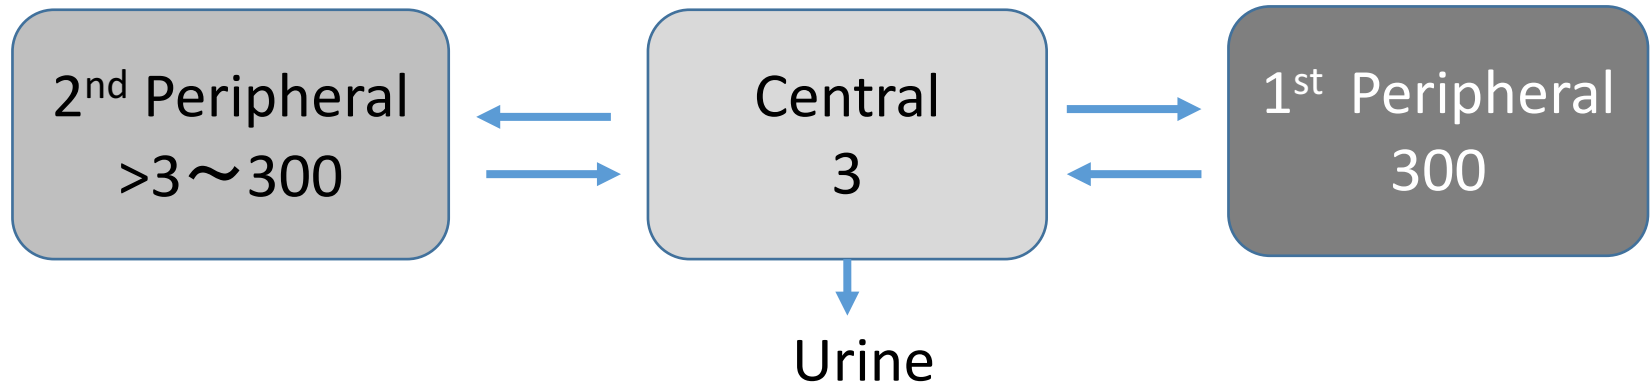 2nd Peripheral
>3～300
Central
3
1st Peripheral
300
Urine